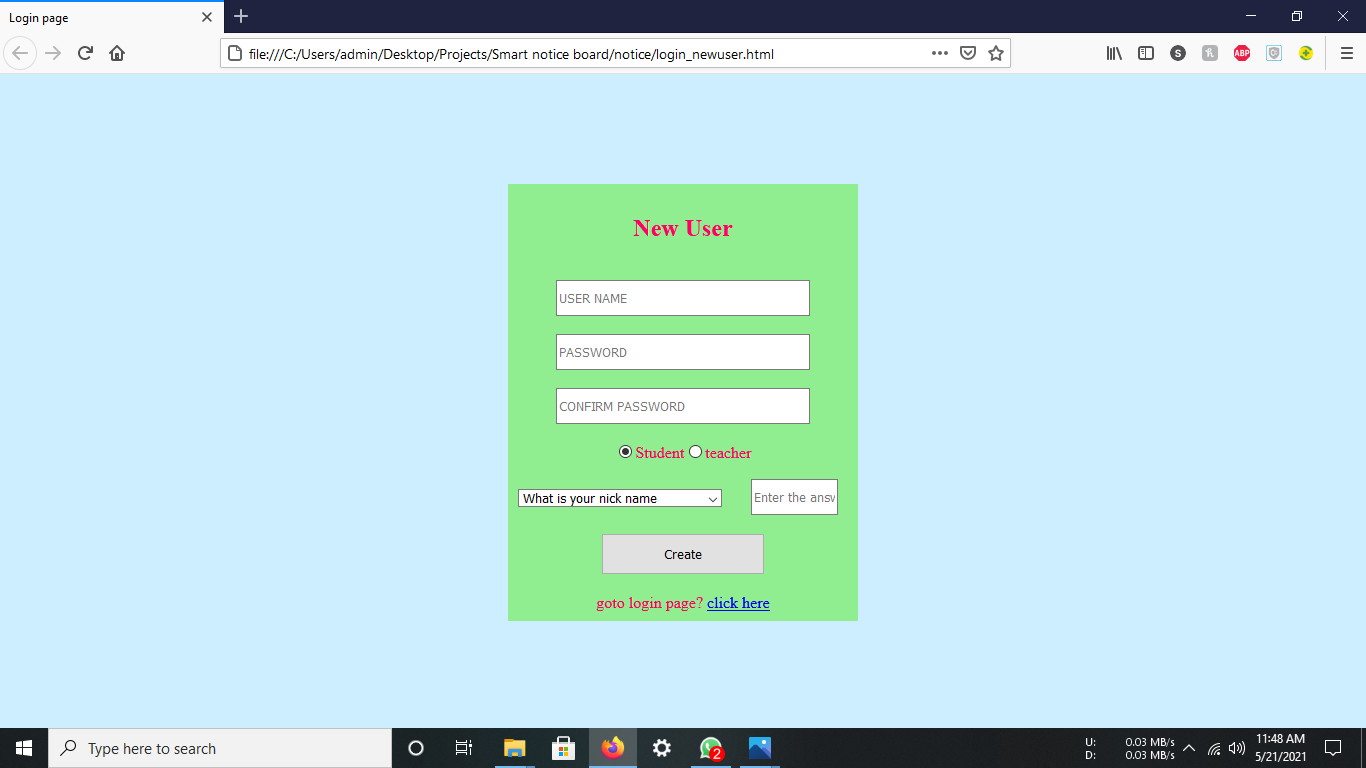 Login page
file:///C:/Users/admin/Desktop/Projects/Smart notice board/notice/login_newuser.html
S
ABP
New User
USER NAME
PASSWORD
CONFIRM PASSWORD
Student teacher
What is your nick name Enter the answ
Create
goto login page? click here
Type here to search
2
U: 0.03 MB/s
D: 0.03 MB/s
11:48 AM
5/21/2021